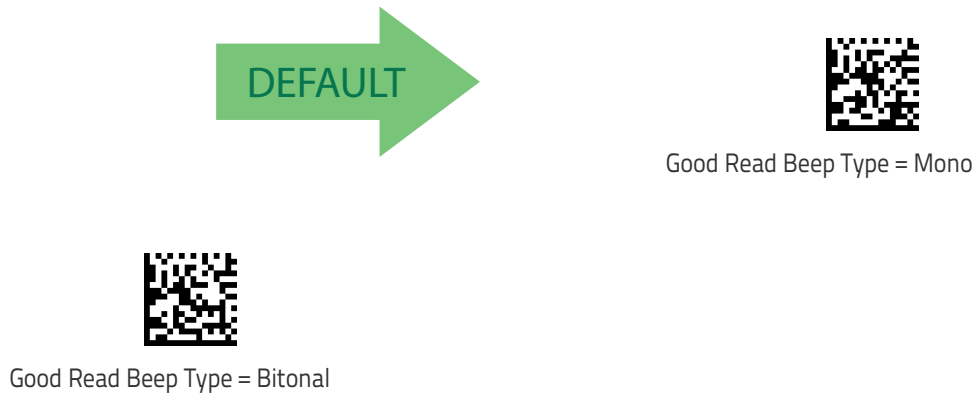 DEFAULT
Good Read Beep Type = Mono
Good Read Beep Type = Bitonal